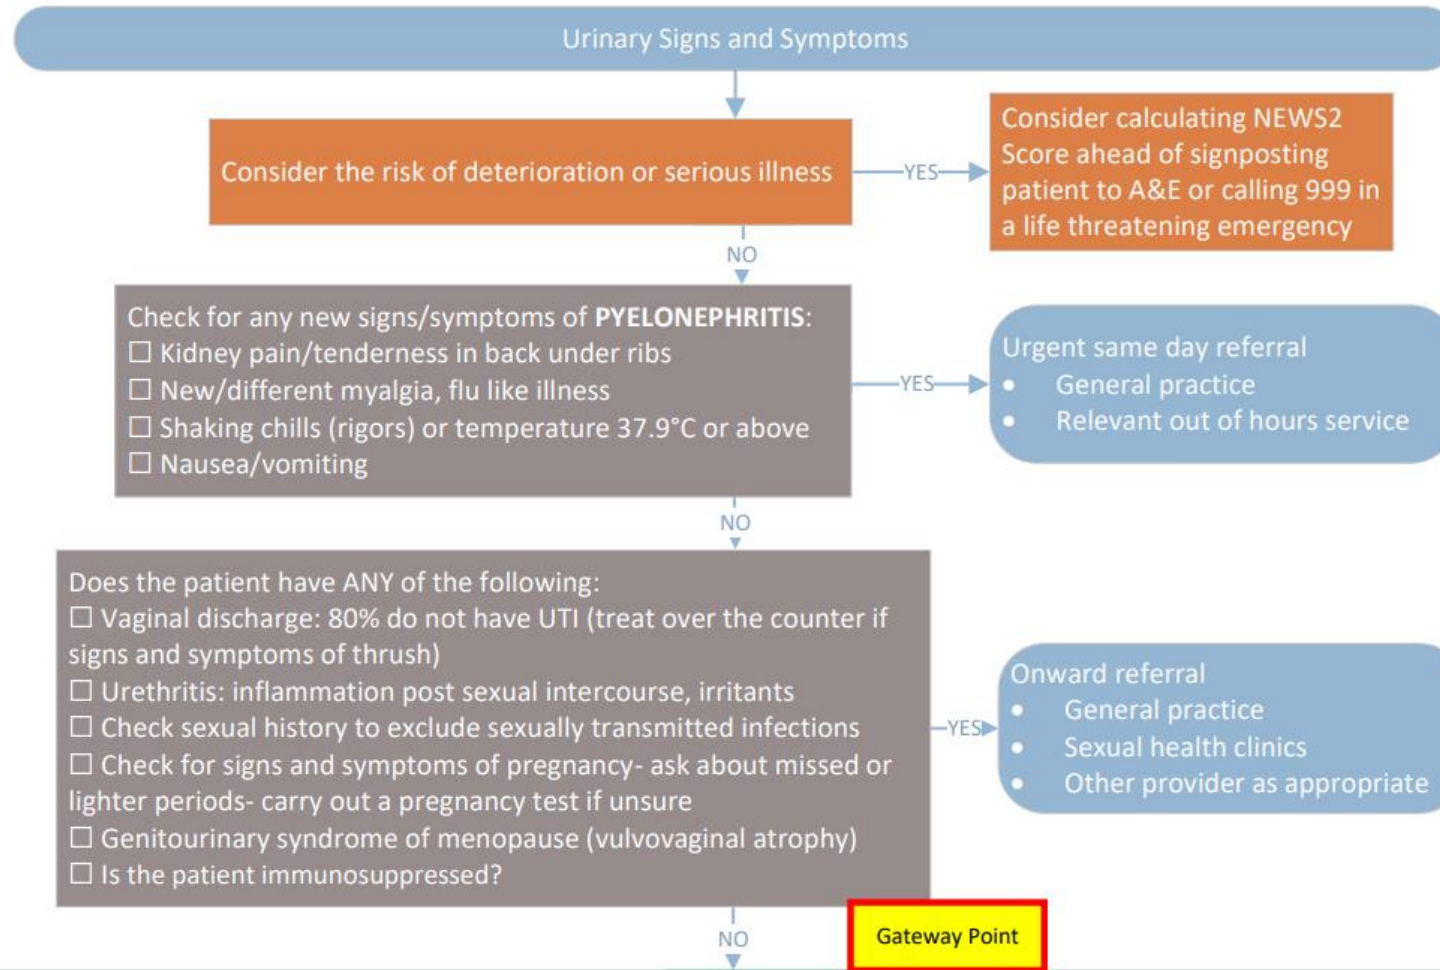 Urinary Signs and Symptoms
Consider the risk of deterioration or serious illness
YES
Consider calculating NEWS2
Score ahead of signposting
patient to A&E or calling 999 in
a life threatening emergency
NO
Check for any new signs/symptoms of PYELONEPHRITIS:
☐ Kidney pain/tenderness in back under ribs
☐ New/different myalgia, flu like illness
☐ Shaking chills (rigors) or temperature 37.9°C or above
☐ Nausea/vomiting
YES
Urgent same day referral
• General practice
• Relevant out of hours service
NO
Does the patient have ANY of the following:
☐ Vaginal discharge: 80% do not have UTI (treat over the counter if
signs and symptoms of thrush)
☐ Urethritis: inflammation post sexual intercourse, irritants
☐ Check sexual history to exclude sexually transmitted infections
☐ Check for signs and symptoms of pregnancy- ask about missed or
lighter periods- carry out a pregnancy test if unsure
☐ Genitourinary syndrome of menopause (vulvovaginal atrophy)
☐ Is the patient immunosuppressed?
YES
Onward referral
• General practice
• Sexual health clinics
• Other provider as appropriate
NO
Gateway Point